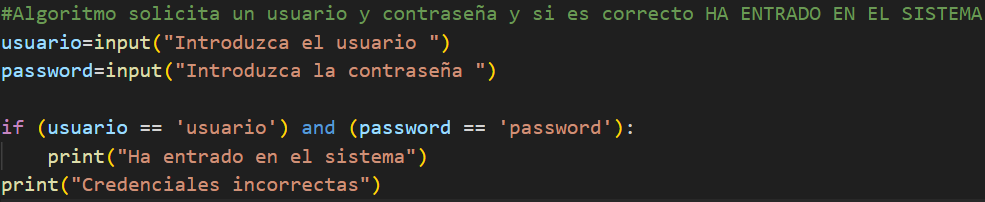 #Algoritmo solicita un usuario y contraseña y si es correcto HA ENTRADO EN EL SISTEMA
usuario=input("Introduzca el usuario ")
password=input("Introduzca la contraseña ")
if (usuario == 'usuario') and (password == 'password'):
    print("Ha entrado en el sistema")
print("Credenciales incorrectas")